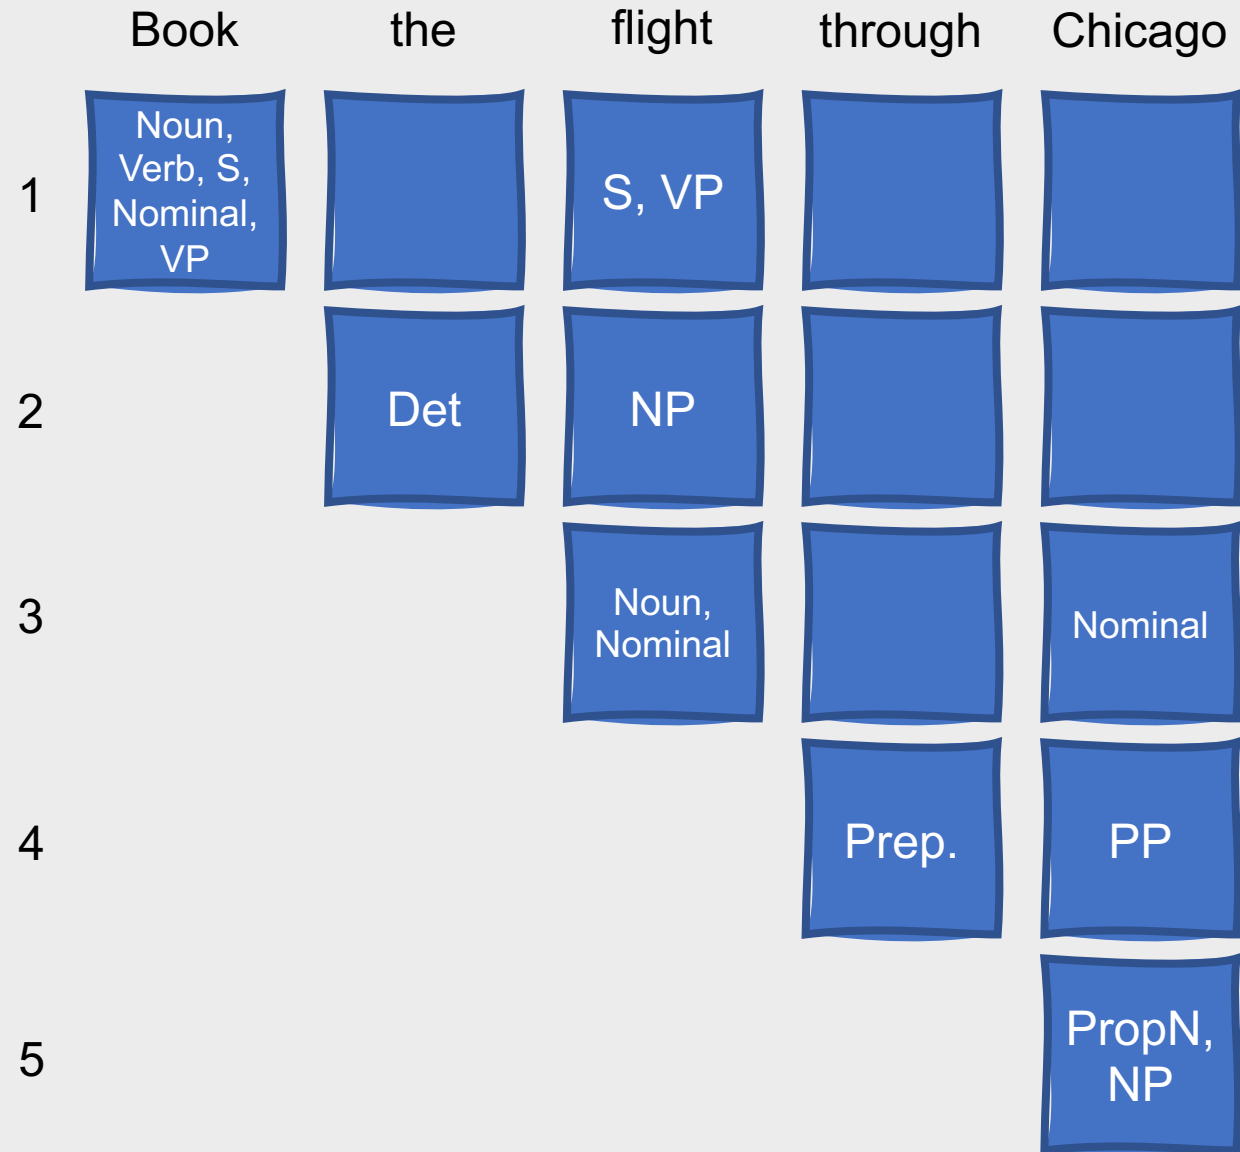 Book the flight through Chicago
1
Noun,
Verb, S,
Nominal,
VP
S, VP
2
Det
NP
3
Noun,
Nominal
Nominal
4
Prep.
PP
5
PropN,
NP